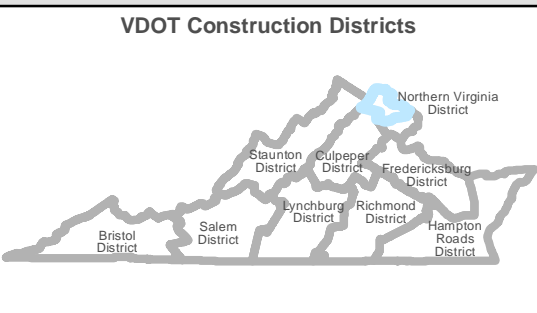 VDOT Construction Districts
Northern Virginia
District
Staunton
District
Culpeper
District
Fredericksburg
District
Lynchburg
District
Richmond
District
Salem
District
Hampton
Roads
District
Bristol
District